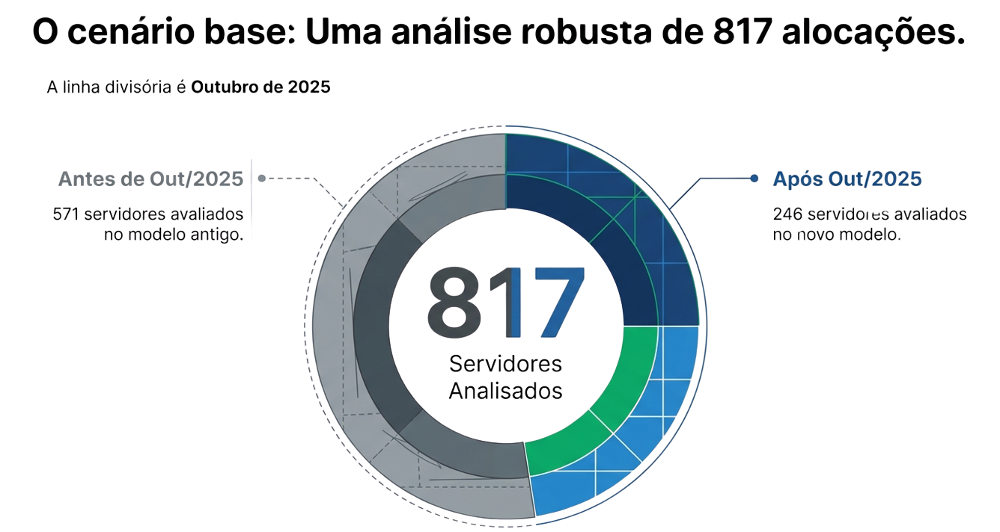 O cenário base: Uma análise robusta de 817 alocações.
A linha divisória é Outubro de 2025
Antes de Out/2025
571 servidores avaliados
no modelo antigo.
817
Servidores
Analisados
Após Out/2025
246 servidores avaliados
no novo modelo.